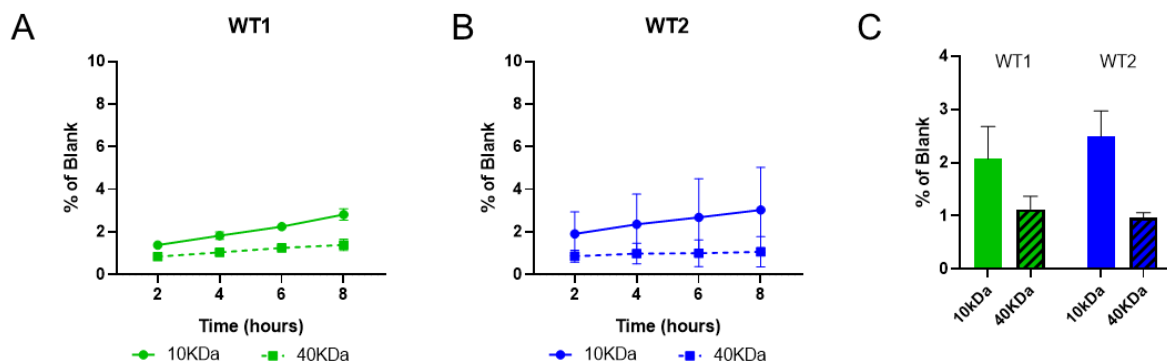 A
WT1
% of Blank
10
8
6
4
2
0
2 4 6 8
Time (hours)
10KDa 40KDa
B
WT2
% of Blank
10
8
6
4
2
0
2 4 6 8
Time (hours)
10KDa 40KDa
C
WT1 WT2
% of Blank
4
3
2
1
0
10kDa 40KDa 10kDa 40KDa